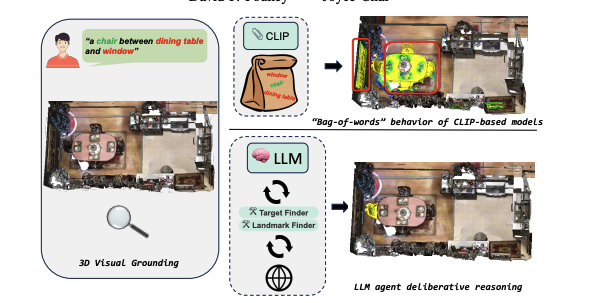 “a chair between dining table
and window”
3D Visual Grounding
CLIP
window
chair
dining table
“Bag-of-words” behavior of CLIP-based models
LLM
Target Finder
Landmark Finder
LLM agent deliberative reasoning